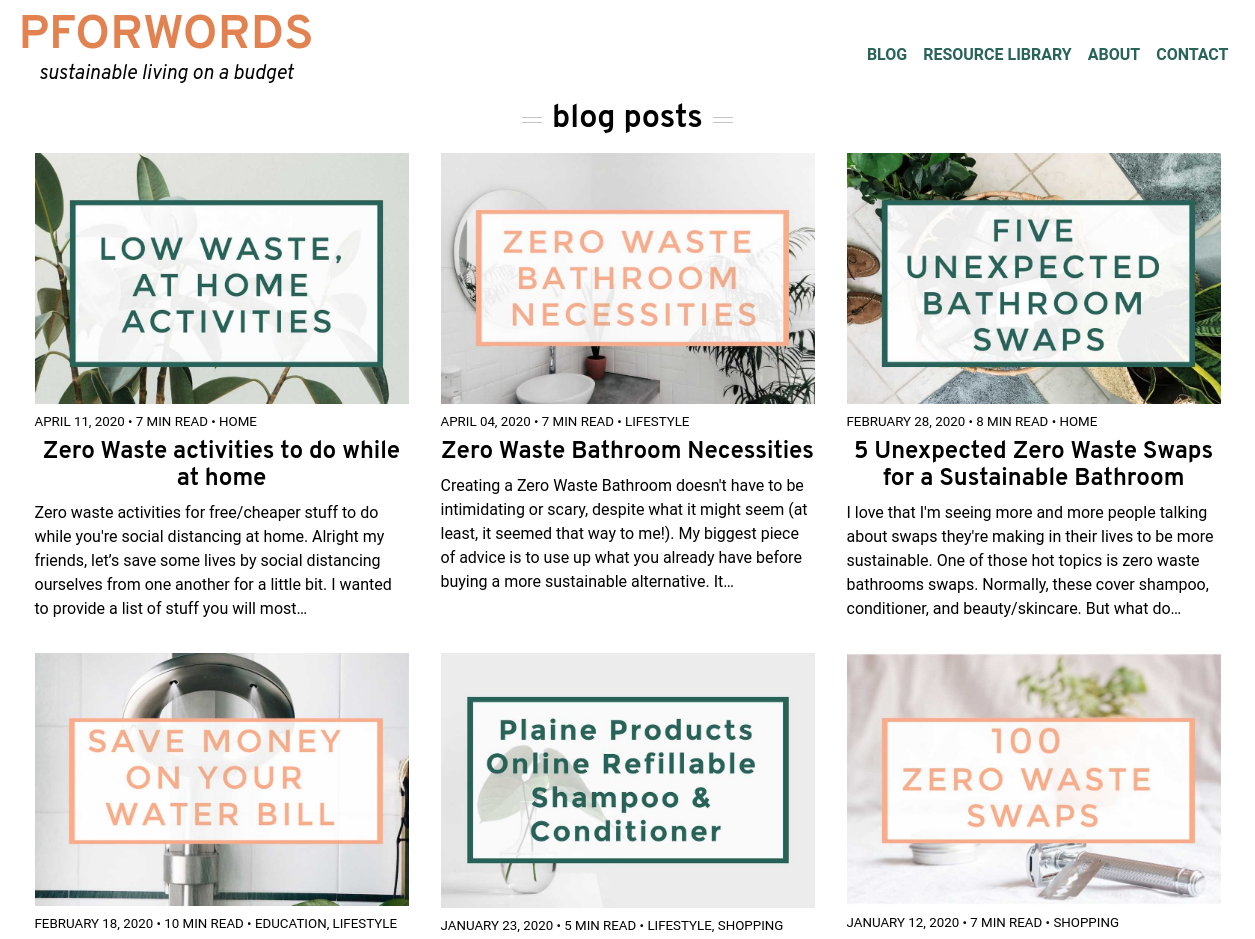 PFORWORDS
sustainable living on a budget
BLOG RESOURCE LIBRARY ABOUT CONTACT
blog posts
LOW WASTE,
AT HOME
ACTIVITIES
APRIL 11, 2020 • 7 MIN READ • HOME
Zero Waste activities to do while
at home
Zero waste activities for free/cheaper stuff to do
while you're social distancing at home. Alright my
friends, let’s save some lives by social distancing
ourselves from one another for a little bit. I wanted
to provide a list of stuff you will most…
ZERO WASTE
BATHROOM
NECESSITIES
APRIL 04, 2020 • 7 MIN READ • LIFESTYLE
Zero Waste Bathroom Necessities
Creating a Zero Waste Bathroom doesn't have to be
intimidating or scary, despite what it might seem (at
least, it seemed that way to me!). My biggest piece
of advice is to use up what you already have before
buying a more sustainable alternative. It…
FIVE
UNEXPECTED
BATHROOM
SWAPS
FEBRUARY 28, 2020 • 8 MIN READ • HOME
5 Unexpected Zero Waste Swaps
for a Sustainable Bathroom
I love that I'm seeing more and more people talking
about swaps they're making in their lives to be more
sustainable. One of those hot topics is zero waste
bathrooms swaps. Normally, these cover shampoo,
conditioner, and beauty/skincare. But what do…
SAVE MONEY
ON YOUR
WATER BILL
FEBRUARY 18, 2020 • 10 MIN READ • EDUCATION, LIFESTYLE
Plaine Products
Online Refillable
Shampoo &
Conditioner
JANUARY 23, 2020 • 5 MIN READ • LIFESTYLE, SHOPPING
100
ZERO WASTE
SWAPS
JANUARY 12, 2020 • 7 MIN READ • SHOPPING